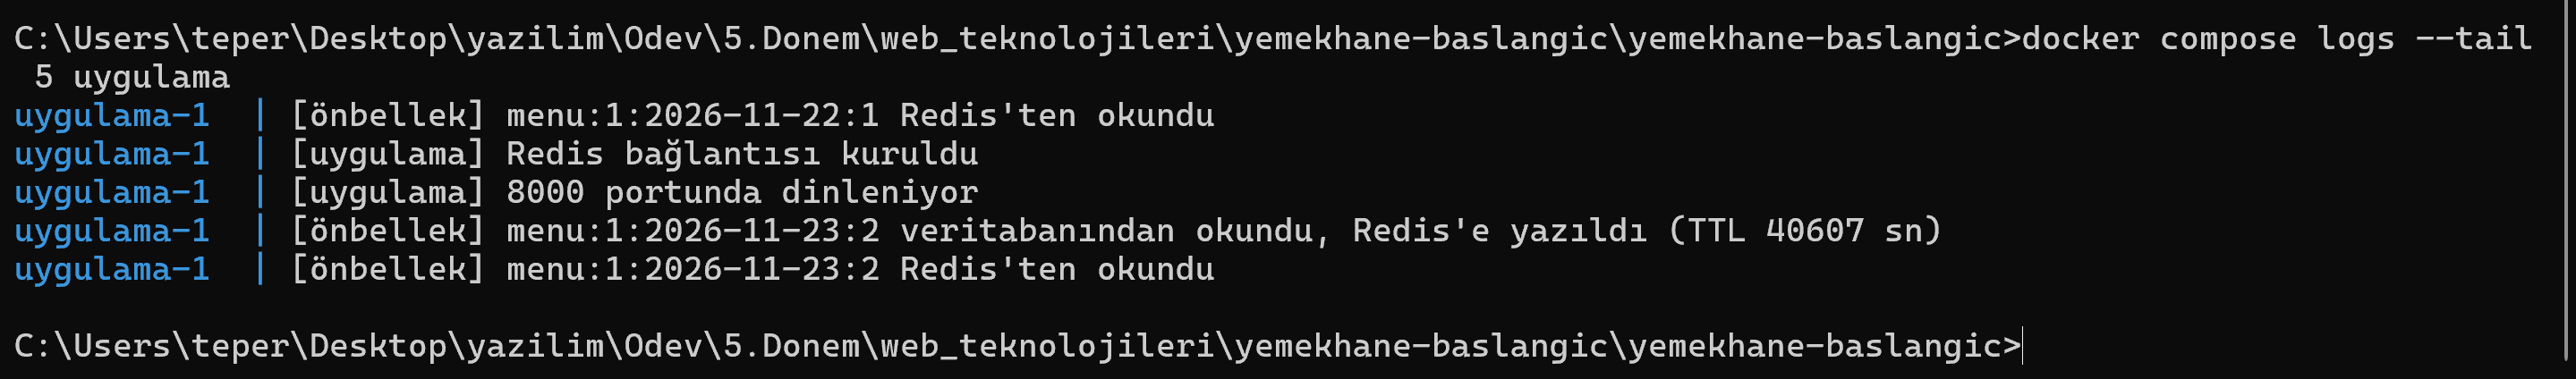 C:\Users\teper\Desktop\yazilim\Odev\5.Donem\web_teknolojileri\yemekhane-baslangic\yemekhane-baslangic>docker compose logs --tail
 5 uygulama
uygulama-1  | [önbellek] menu:1:2026-11-22:1 Redis'ten okundu
uygulama-1  | [uygulama] Redis bağlantısı kuruldu
uygulama-1  | [uygulama] 8000 portunda dinleniyor
uygulama-1  | [önbellek] menu:1:2026-11-23:2 veritabanından okundu, Redis'e yazıldı (TTL 40607 sn)
uygulama-1  | [önbellek] menu:1:2026-11-23:2 Redis'ten okundu
C:\Users\teper\Desktop\yazilim\Odev\5.Donem\web_teknolojileri\yemekhane-baslangic\yemekhane-baslangic>